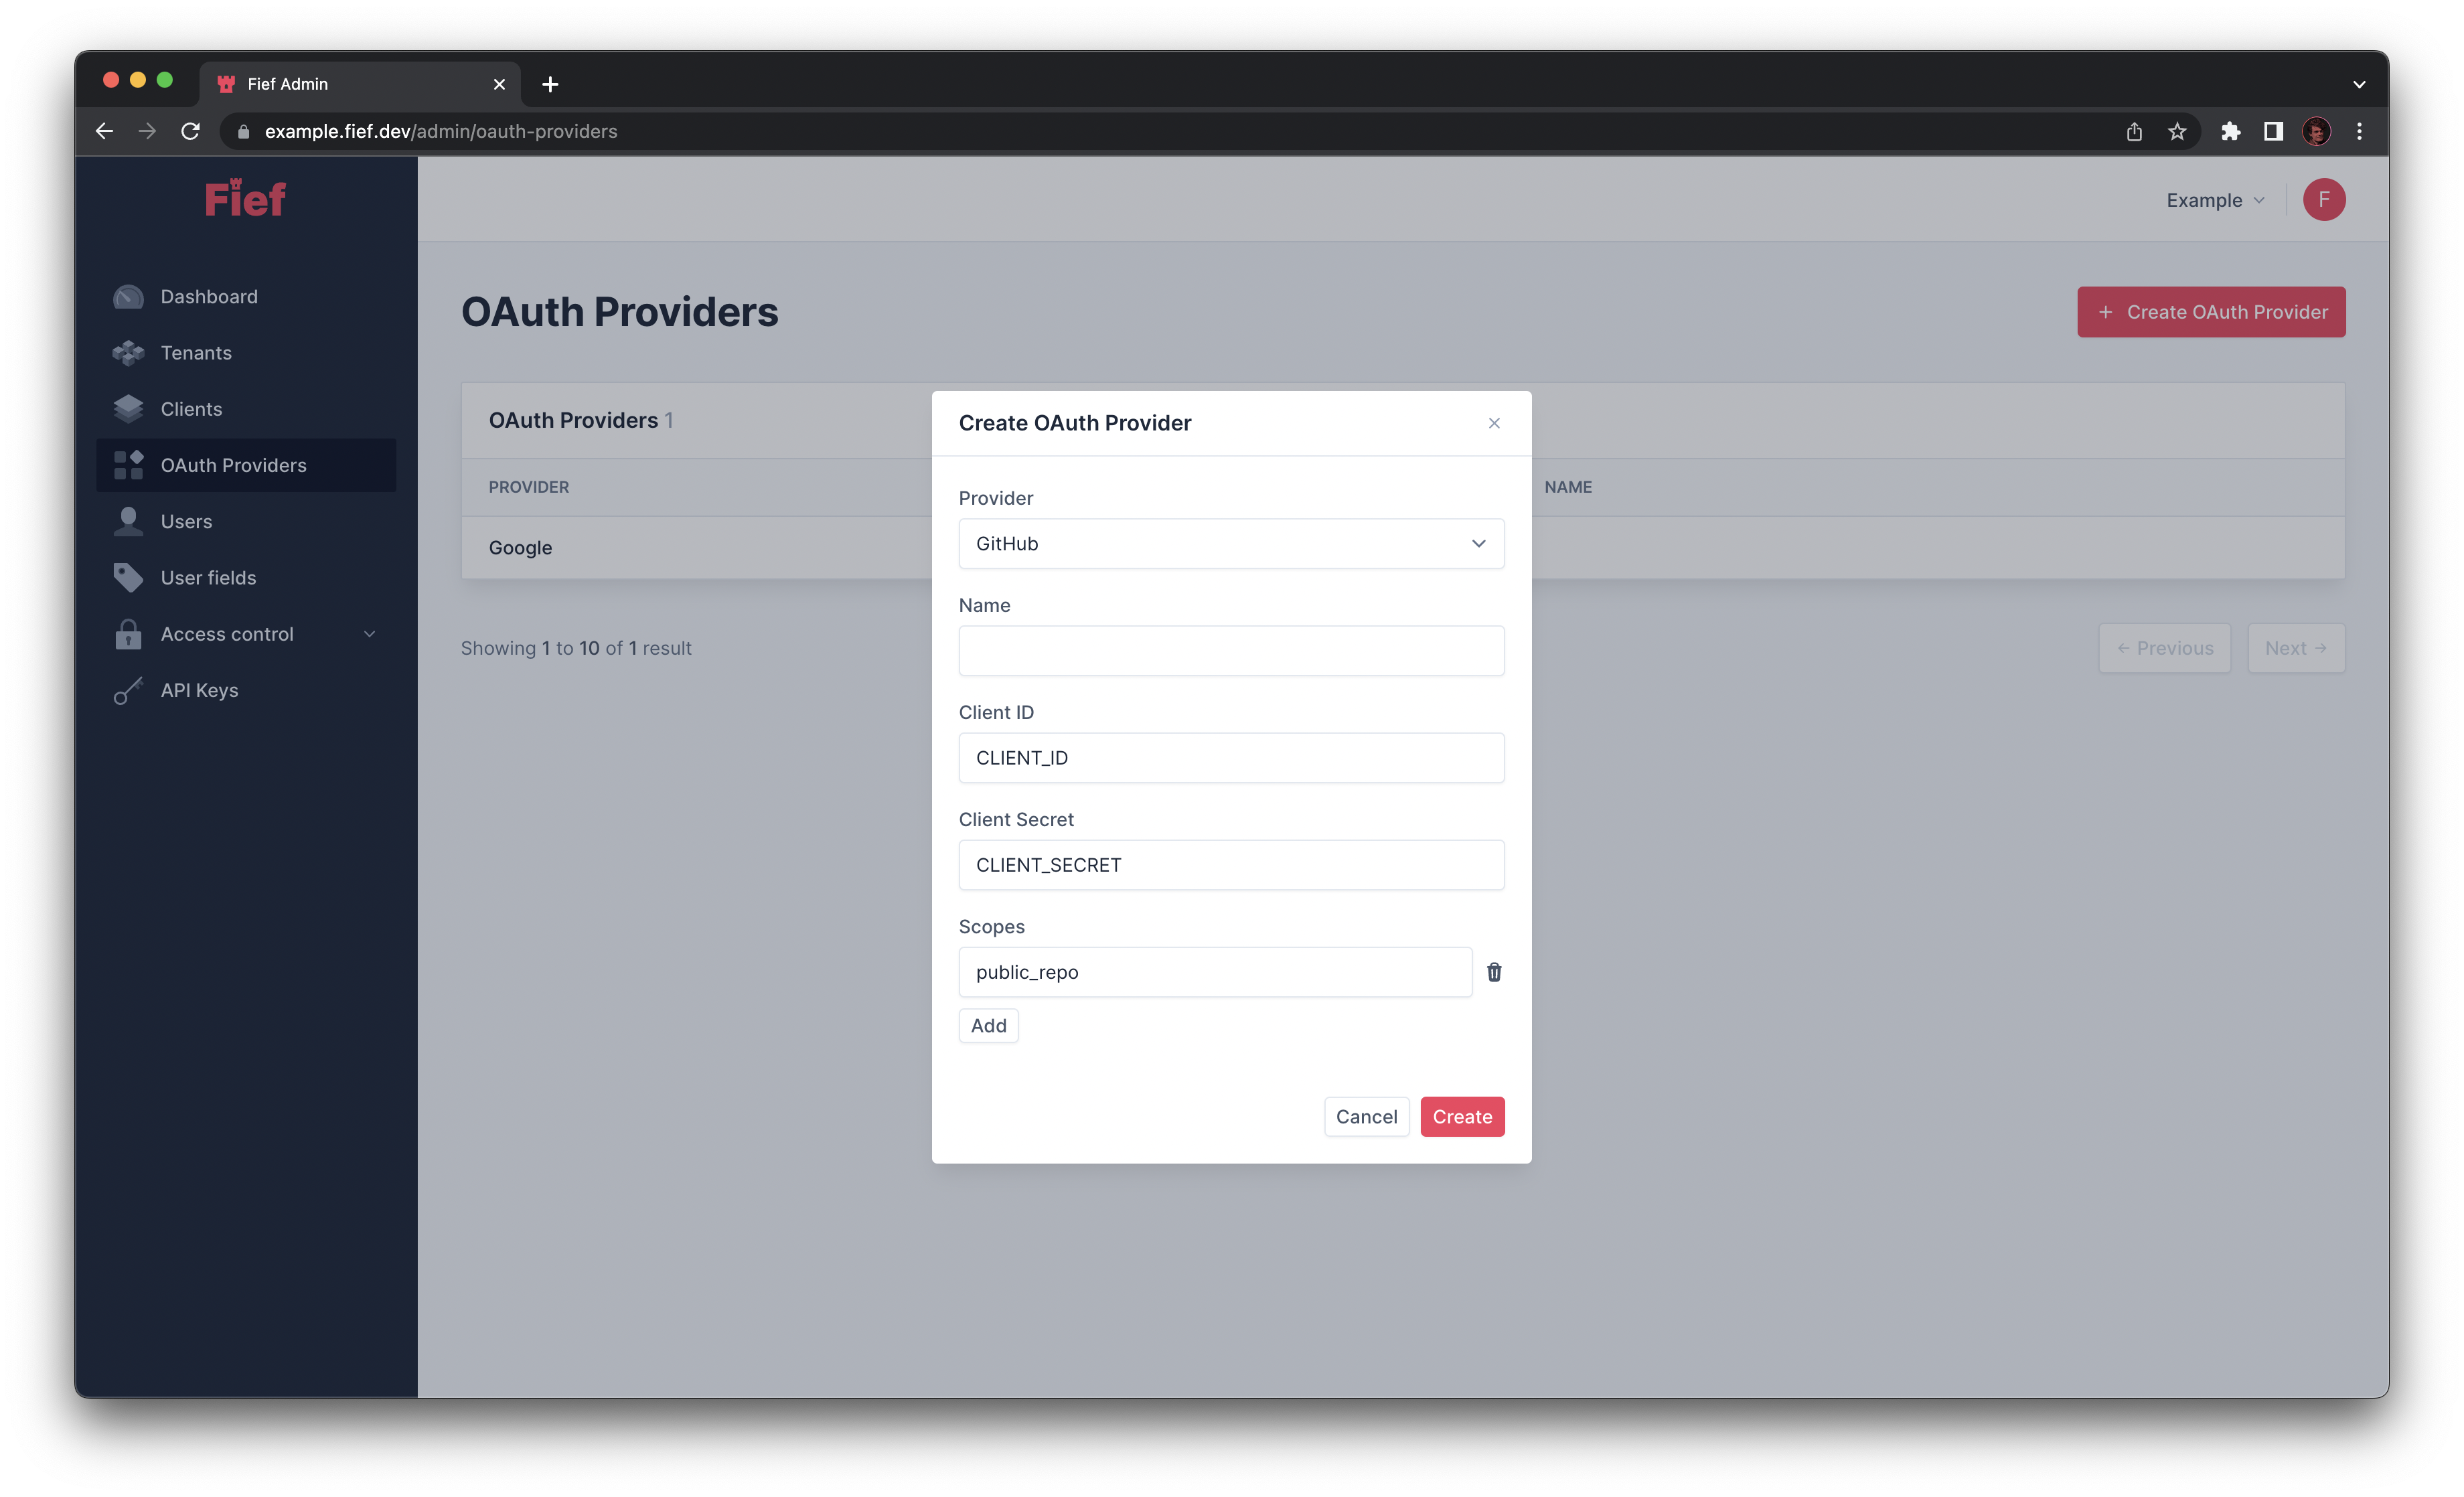 Fief Admin
example.fief.dev/admin/oauth-providers
Fief
Example
F
Dashboard
Tenants
Clients
OAuth Providers
Users
User fields
Access control
API Keys
OAuth Providers
+ Create OAuth Provider
OAuth Providers 1
PROVIDER
NAME
Google
Showing 1 to 10 of 1 result
← Previous
Next →
Create OAuth Provider
Provider
GitHub
Name
Client ID
CLIENT_ID
Client Secret
CLIENT_SECRET
Scopes
public_repo
Add
Cancel
Create